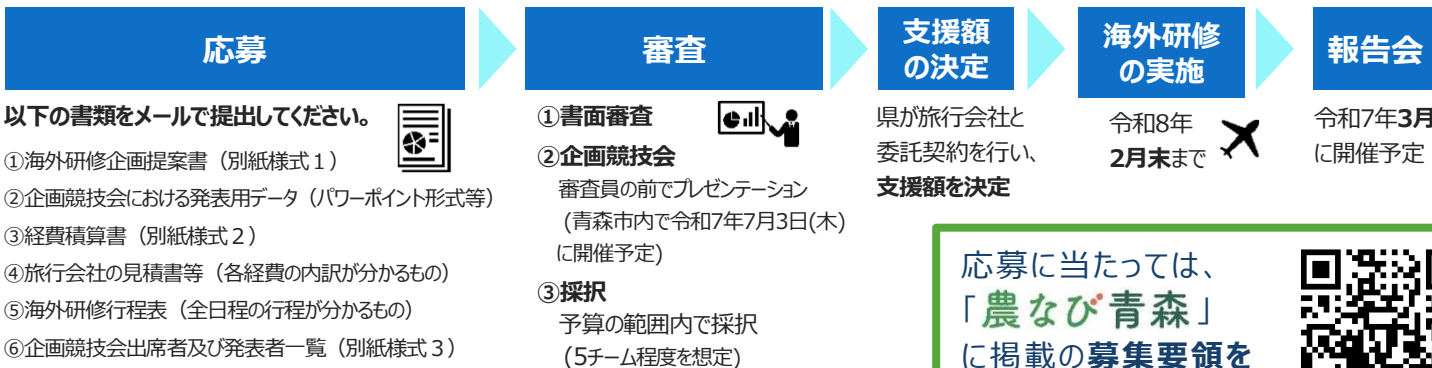 応募
以下の書類をメールで提出してください。
①海外研修企画提案書（別紙様式１）
②企画競技会における発表用データ（パワーポイント形式等）
③経費積算書（別紙様式２）
④旅行会社の見積書等（各経費の内訳が分かるもの）
⑤海外研修行程表（全日程の行程が分かるもの）
⑥企画競技会出席者及び発表者一覧（別紙様式３）
審査
①書面審査
②企画競技会
審査員の前でプレゼンテーション
(青森市内で令和7年7月3日(木)
に開催予定)
③採択
予算の範囲内で採択
(5チーム程度を想定)
支援額
の決定
県が旅行会社と
委託契約を行い、
支援額を決定
海外研修
の実施
令和8年
2月末まで
報告会
令和7年3月
に開催予定
応募に当たっては、
「農なび青森」
に掲載の募集要領を